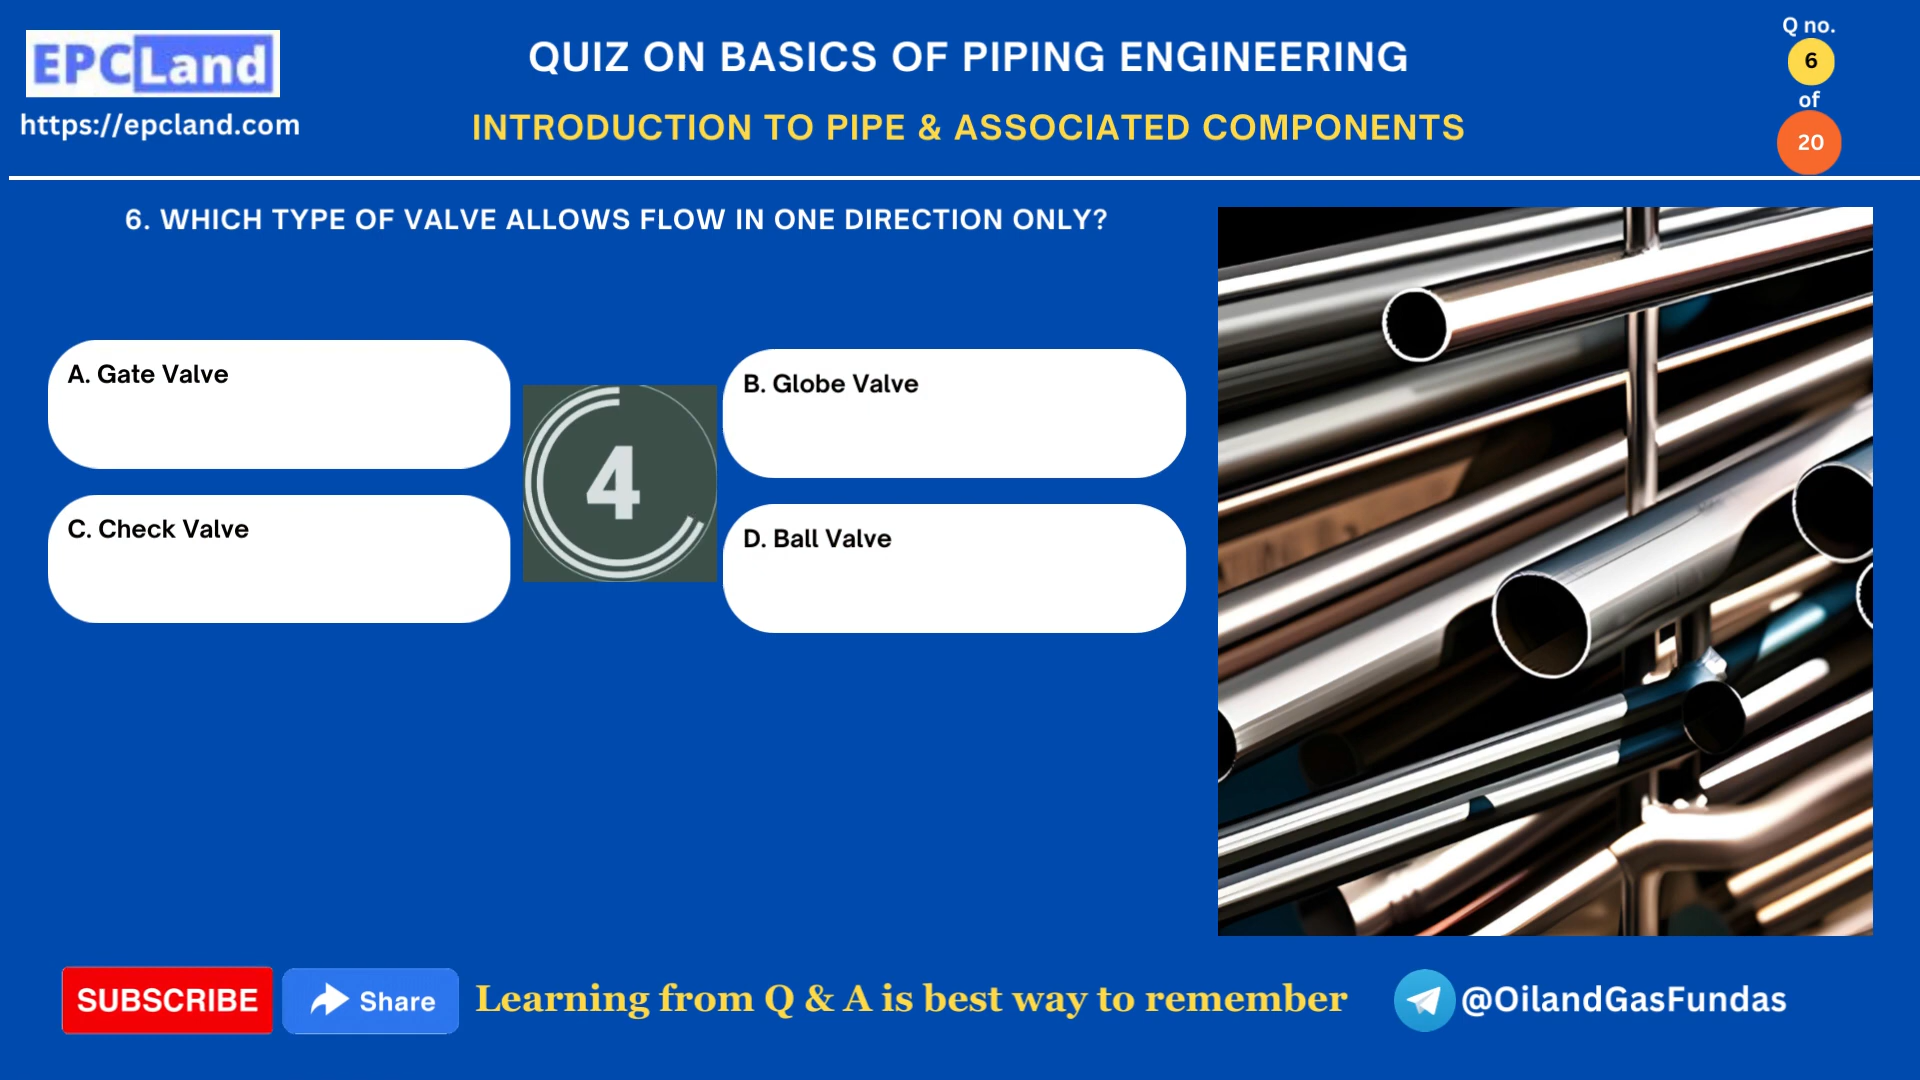 EPCLand
https://epcland.com
QUIZ ON BASICS OF PIPING ENGINEERING
INTRODUCTION TO PIPE & ASSOCIATED COMPONENTS
Q no.
6
of
20
6. WHICH TYPE OF VALVE ALLOWS FLOW IN ONE DIRECTION ONLY?
A. Gate Valve
B. Globe Valve
4
C. Check Valve
D. Ball Valve
SUBSCRIBE
Share
Learning from Q & A is best way to remember
@OilandGasFundas